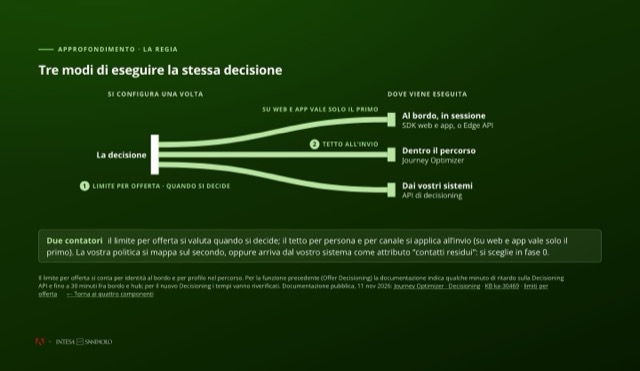 APPROFONDIMENTO · LA REGIA
Tre modi di eseguire la stessa decisione
SI CONFIGURA UNA VOLTA
DOVE VIENE ESEGUITA
SU WEB E APP VALE SOLO IL PRIMO
Al bordo, in sessione
SDK web e app, o Edge API
2 TETTO ALL'INVIO
La decisione
Dentro il percorso
Journey Optimizer
1 LIMITE PER OFFERTA · QUANDO SI DECIDE
Dai vostri sistemi
API di decisioning
Due contatori il limite per offerta si valuta quando si decide; il tetto per persona e per canale si applica all'invio (su web e app vale solo il
primo). La vostra politica si mappa sul secondo, oppure arriva dal vostro sistema come attributo "contatti residui": si sceglie in fase 0.
Il limite per offerta si conta per identità al bordo e per profilo nel percorso. Per la funzione precedente (Offer Decisioning) la documentazione indica qualche minuto di ritardo sulla Decisioning
API e fino a 30 minuti fra bordo e hub; per il nuovo Decisioning i tempi vanno riverificati. Documentazione pubblica, 11 nov 2026: Journey Optimizer · Decisioning · KB ka-30469 · limiti per
offerta ← Torna ai quattro componenti
INTESA SANPAOLO